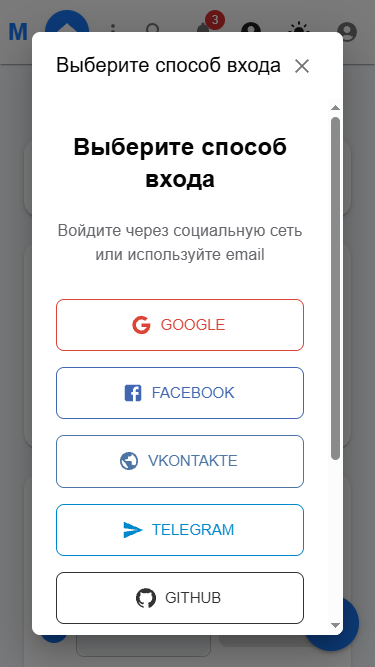 М
3
Выберите способ входа
Выберите способ
входа
Войдите через социальную сеть
или используйте email
GOOGLE
FACEBOOK
VKONTAKTE
TELEGRAM
GITHUB